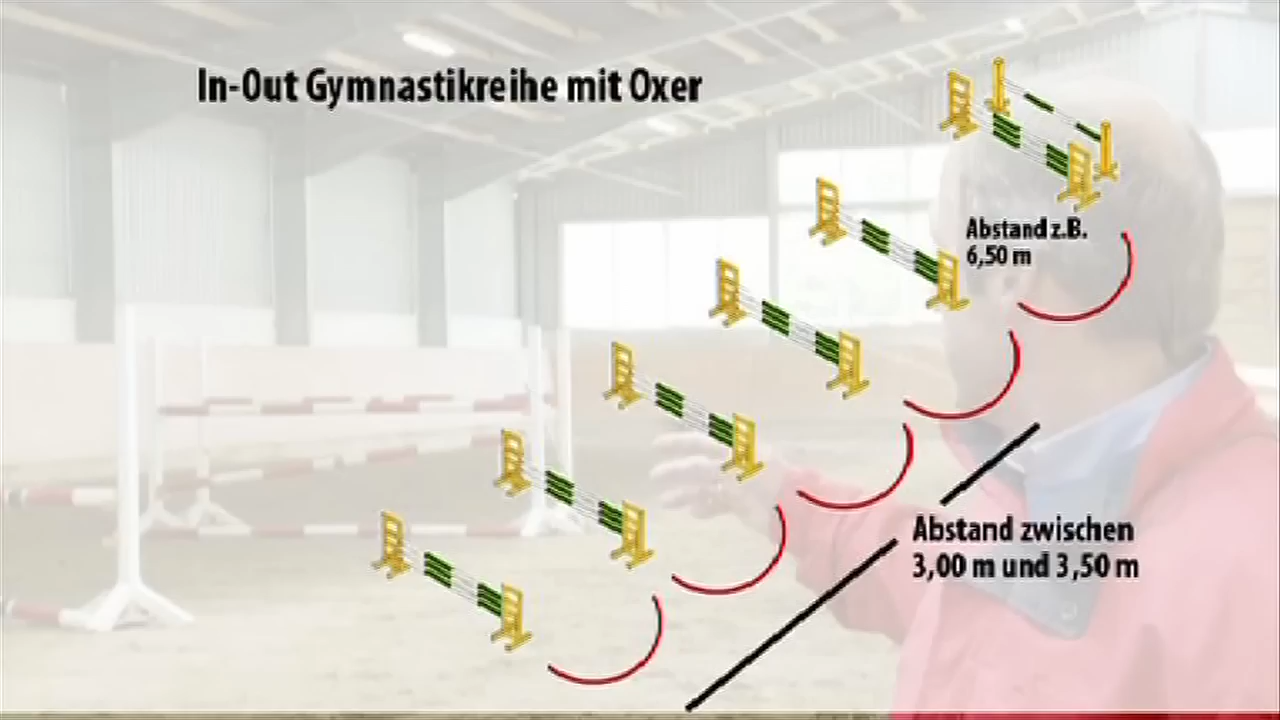 In-Out Gymnastikreihe mit Oxer
Abstand z.B.
6,50 m
Abstand zwischen
3,00 m und 3,50 m